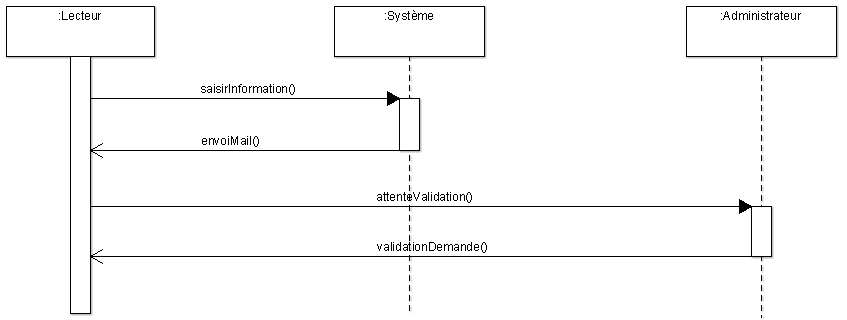 :Lecteur
:Système
:Administrateur
saisirInformation()
envoiMail()
attenteValidation()
validationDemande()